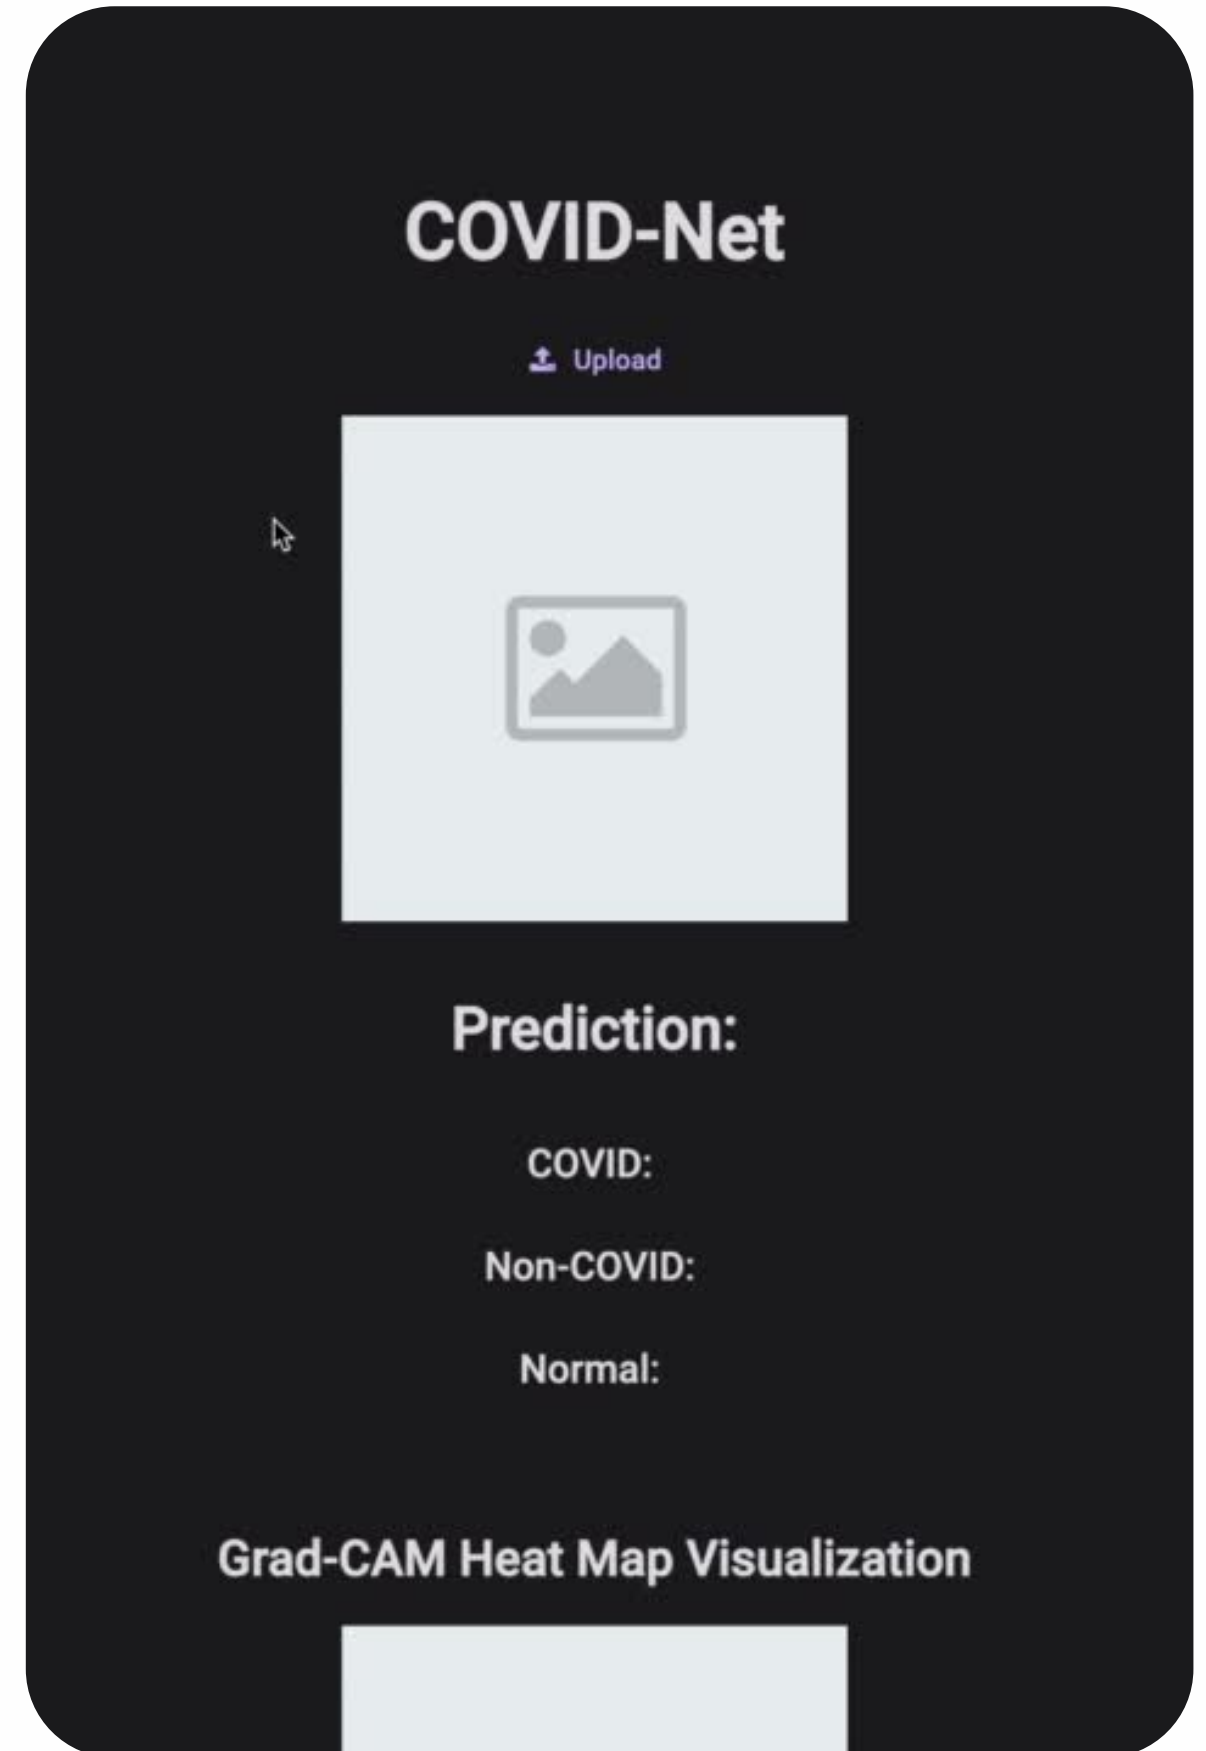 COVID-Net
Upload
Prediction:
COVID:
Non-COVID:
Normal:
Grad-CAM Heat Map Visualization